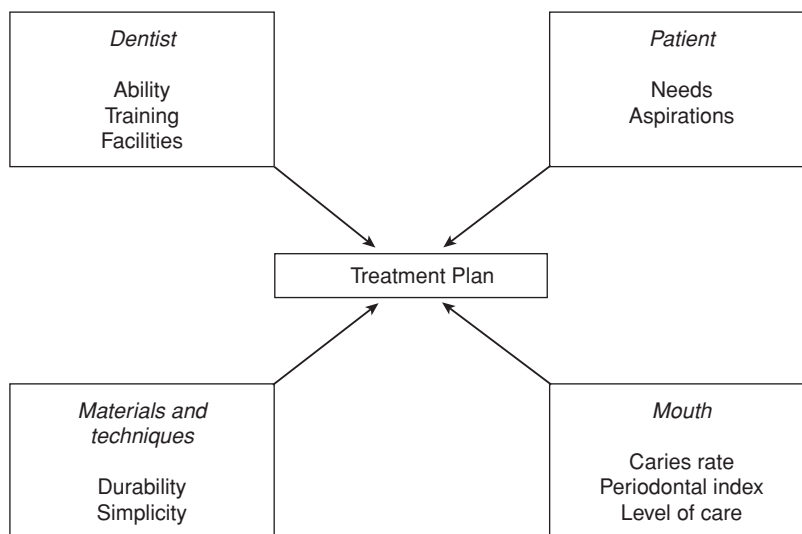 Dentist
Ability
Training
Facilities
Patient
Needs
Aspirations
Treatment Plan
Materials and
techniques
Durability
Simplicity
Mouth
Caries rate
Periodontal index
Level of care